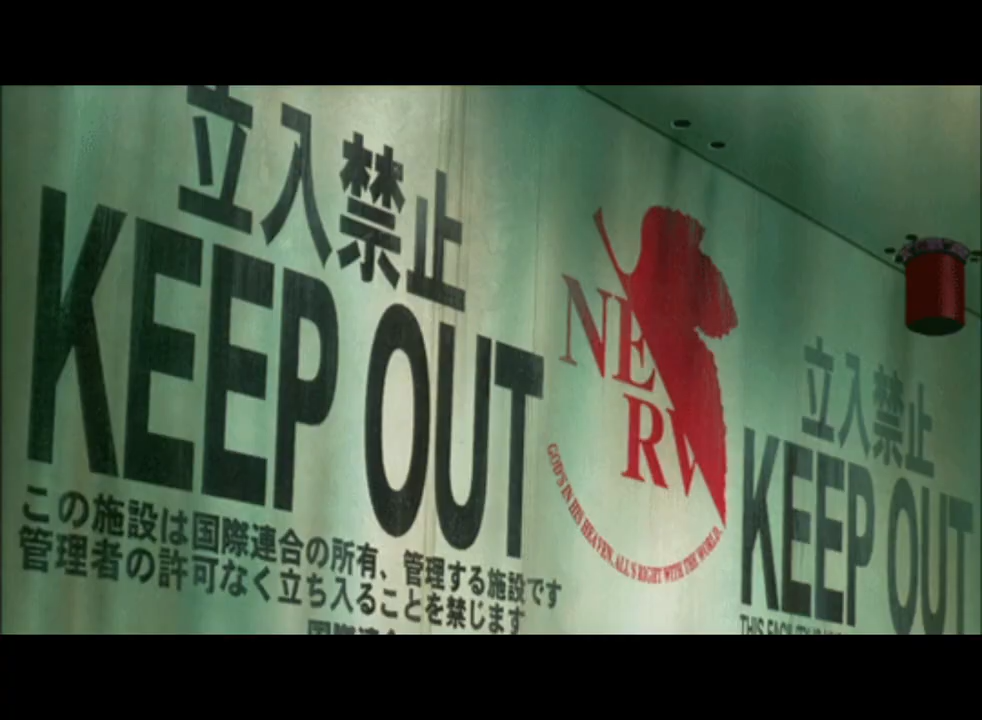 立入禁止
KEEP OUT
この施設は国際連合の所有、管理する施設です
管理者の許可なく立ち入ることを禁じます
NERV
GOD'S IN HIS HEAVEN, ALL'S RIGHT WITH THE WORLD.
立入禁止
KEEP OUT
THIS